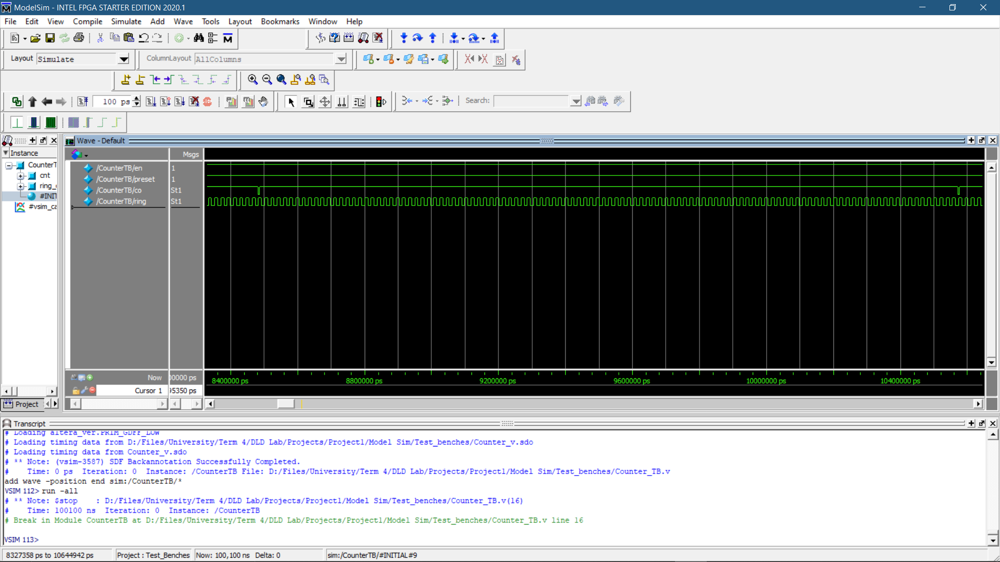 ModelSim - INTEL FPGA STARTER EDITION 2020.1
File Edit View Compile Simulate Add Wave Tools Layout Bookmarks Window Help
Layout Simulate ColumnLayout AllColumns
100 ps Search:
Wave - Default
Instance
Msgs
CounterT
cnt
ring_
#INIT
#vsim_ca
/CounterTB/en 1
/CounterTB/preset 1
/CounterTB/co St1
/CounterTB/ring St1
Now 00000 ps
8400000 ps 8800000 ps 9200000 ps 9600000 ps 10000000 ps 10400000 ps
Cursor 1 95350 ps
Project
Transcript
# Loading altera_ver.PRIM_GDFF_LOW
# Loading timing data from D:/Files/University/Term 4/DLD Lab/Projects/Project1/Model Sim/Test_benches/Counter_v.sdo
# Loading timing data from Counter_v.sdo
# ** Note: (vsim-3587) SDF Backannotation Successfully Completed.
#    Time: 0 ps  Iteration: 0  Instance: /CounterTB File: D:/Files/University/Term 4/DLD Lab/Projects/Project1/Model Sim/Test_benches/Counter_TB.v
add wave -position end sim:/CounterTB/*
VSIM 112> run -all
# ** Note: $stop    : D:/Files/University/Term 4/DLD Lab/Projects/Project1/Model Sim/Test_benches/Counter_TB.v(16)
#    Time: 100100 ns  Iteration: 0  Instance: /CounterTB
# Break in Module CounterTB at D:/Files/University/Term 4/DLD Lab/Projects/Project1/Model Sim/Test_benches/Counter_TB.v line 16
VSIM 113>
8327358 ps to 10644942 ps Project : Test_Benches Now: 100,100 ns Delta: 0 sim:/CounterTB/#INITIAL#9